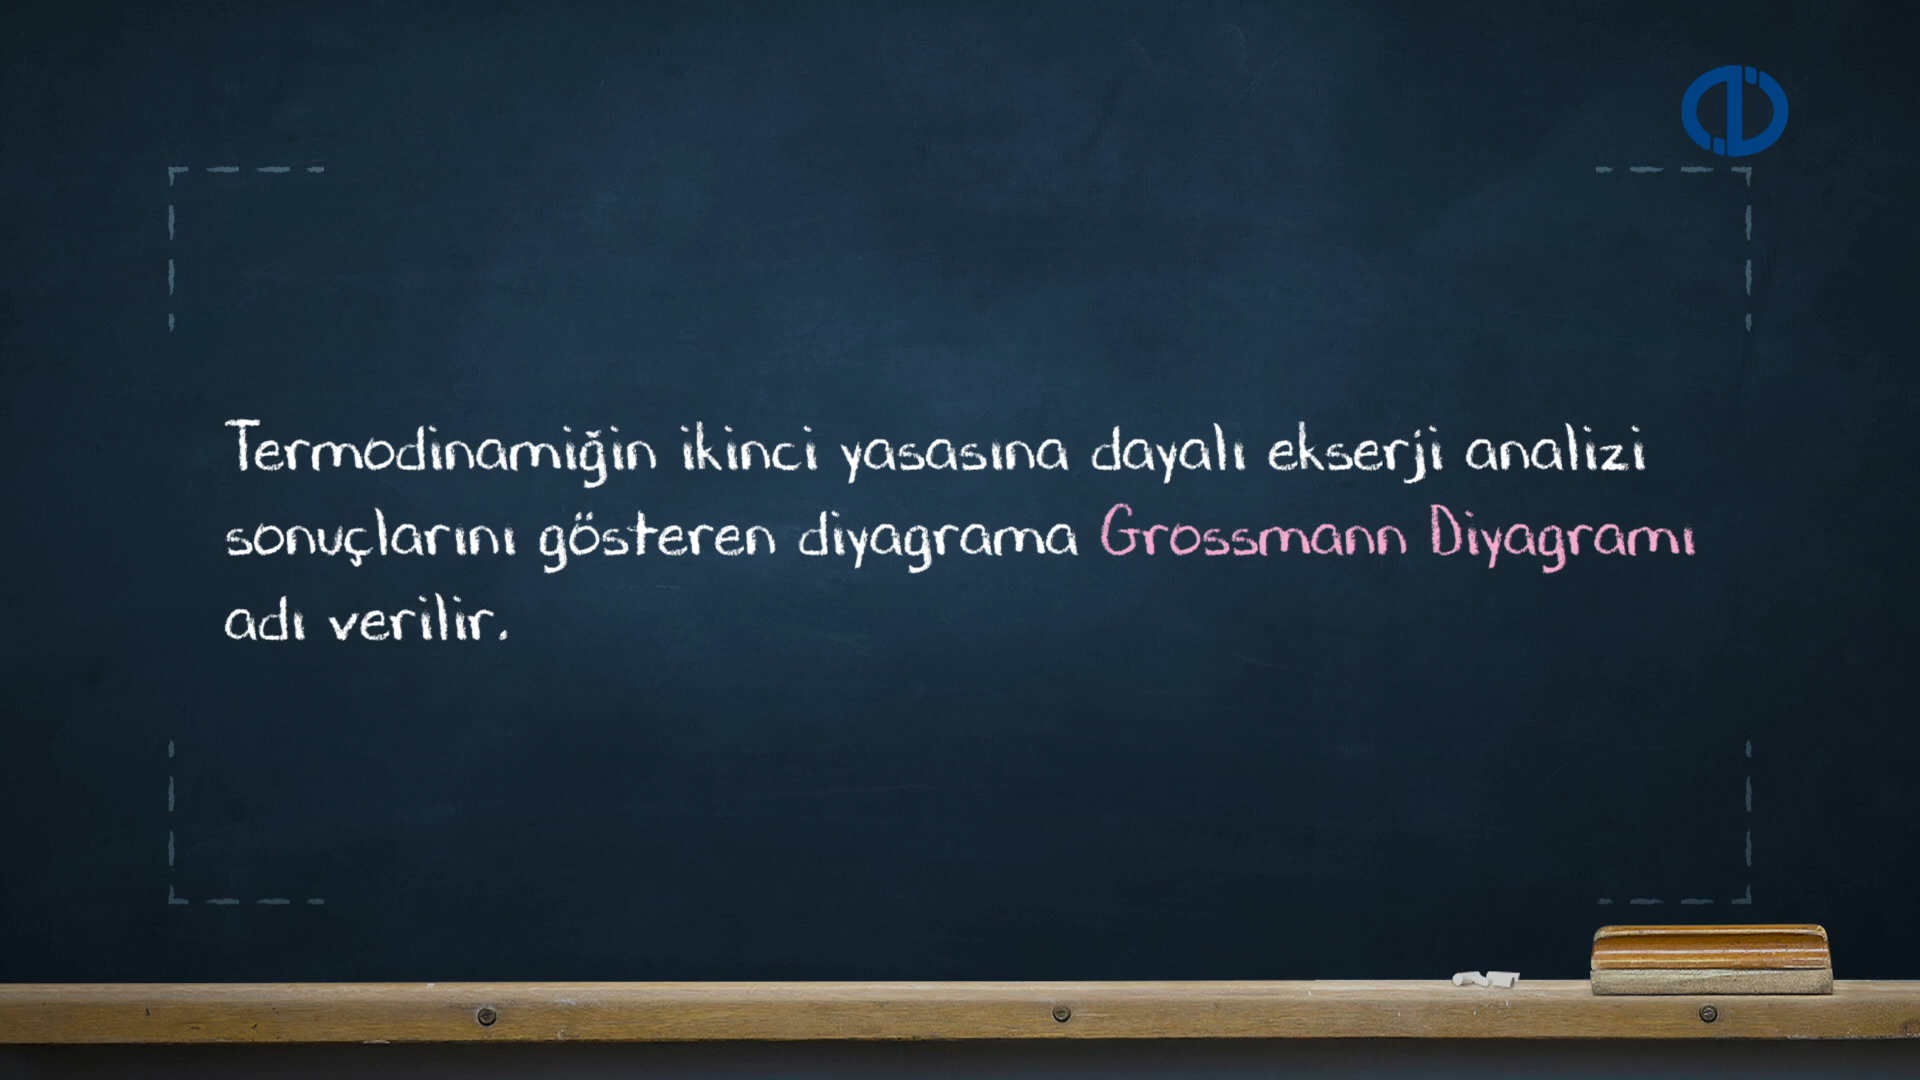 Termodinamiğin ikinci yasasına dayalı ekserji analizi
sonuçlarını gösteren diyagrama Grossmann Diyagramı
adı verilir.